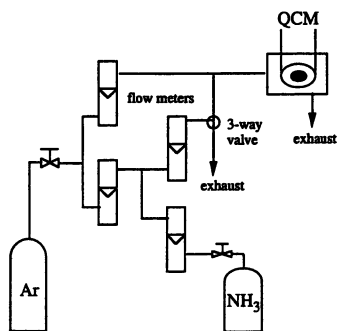 QCM
flow meters
3-way
valve
exhaust
exhaust
Ar
NH3